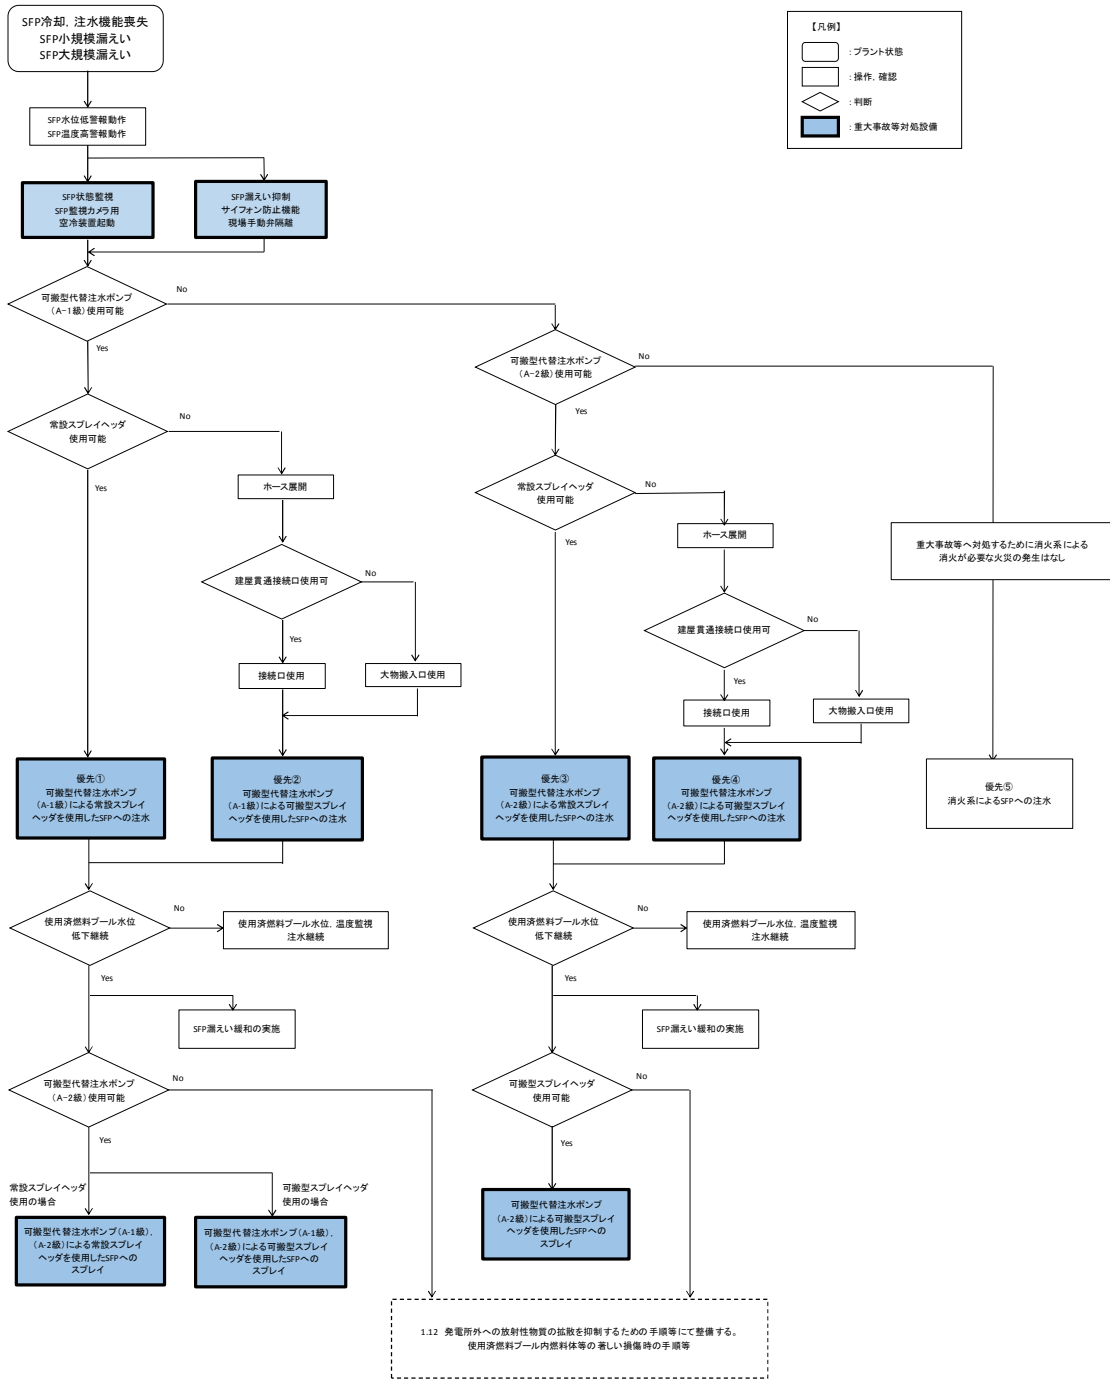 SFP冷却，注水機能喪失
SFP小規模漏えい
SFP大規模漏えい
【凡例】
：プラント状態
：操作，確認
：判断
：重大事故等対処設備
SFP水位低警報動作
SFP温度高警報動作
SFP状態監視
SFP監視カメラ用
空冷装置起動
SFP漏えい抑制
サイフォン防止機能
現場手動弁隔離
可搬型代替注水ポンプ
（A-1級）使用可能
No
Yes
可搬型代替注水ポンプ
（A-2級）使用可能
No
Yes
常設スプレイヘッダ
使用可能
No
Yes
ホース展開
建屋貫通接続口使用可
No
Yes
接続口使用
大物搬入口使用
常設スプレイヘッダ
使用可能
No
Yes
ホース展開
建屋貫通接続口使用可
No
Yes
接続口使用
大物搬入口使用
重大事故等へ対処するために消火系による
消火が必要な火災の発生はなし
優先①
可搬型代替注水ポンプ
(A-1級)による常設スプレイ
ヘッダを使用したSFPへの注水
優先②
可搬型代替注水ポンプ
(A-1級)による可搬型スプレイ
ヘッダを使用したSFPへの注水
優先③
可搬型代替注水ポンプ
(A-2級)による常設スプレイ
ヘッダを使用したSFPへの注水
優先④
可搬型代替注水ポンプ
(A-2級)による可搬型スプレイ
ヘッダを使用したSFPへの注水
優先⑤
消火系によるSFPへの注水
使用済燃料プール水位
低下継続
No
Yes
使用済燃料プール水位，温度監視
注水継続
SFP漏えい緩和の実施
使用済燃料プール水位
低下継続
No
Yes
使用済燃料プール水位，温度監視
注水継続
SFP漏えい緩和の実施
可搬型代替注水ポンプ
（A-2級）使用可能
No
Yes
可搬型スプレイヘッダ
使用可能
No
Yes
常設スプレイヘッダ
使用の場合
可搬型スプレイヘッダ
使用の場合
可搬型代替注水ポンプ(A-1級)，
(A-2級)による常設スプレイ
ヘッダを使用したSFPへの
スプレイ
可搬型代替注水ポンプ(A-1級)，
(A-2級)による可搬型スプレイ
ヘッダを使用したSFPへの
スプレイ
可搬型代替注水ポンプ
(A-2級)による可搬型スプレイ
ヘッダを使用したSFPへの
スプレイ
1.12 発電所外への放射性物質の拡散を抑制するための手順等にて整備する。
使用済燃料プール内燃料体等の著しい損傷時の手順等